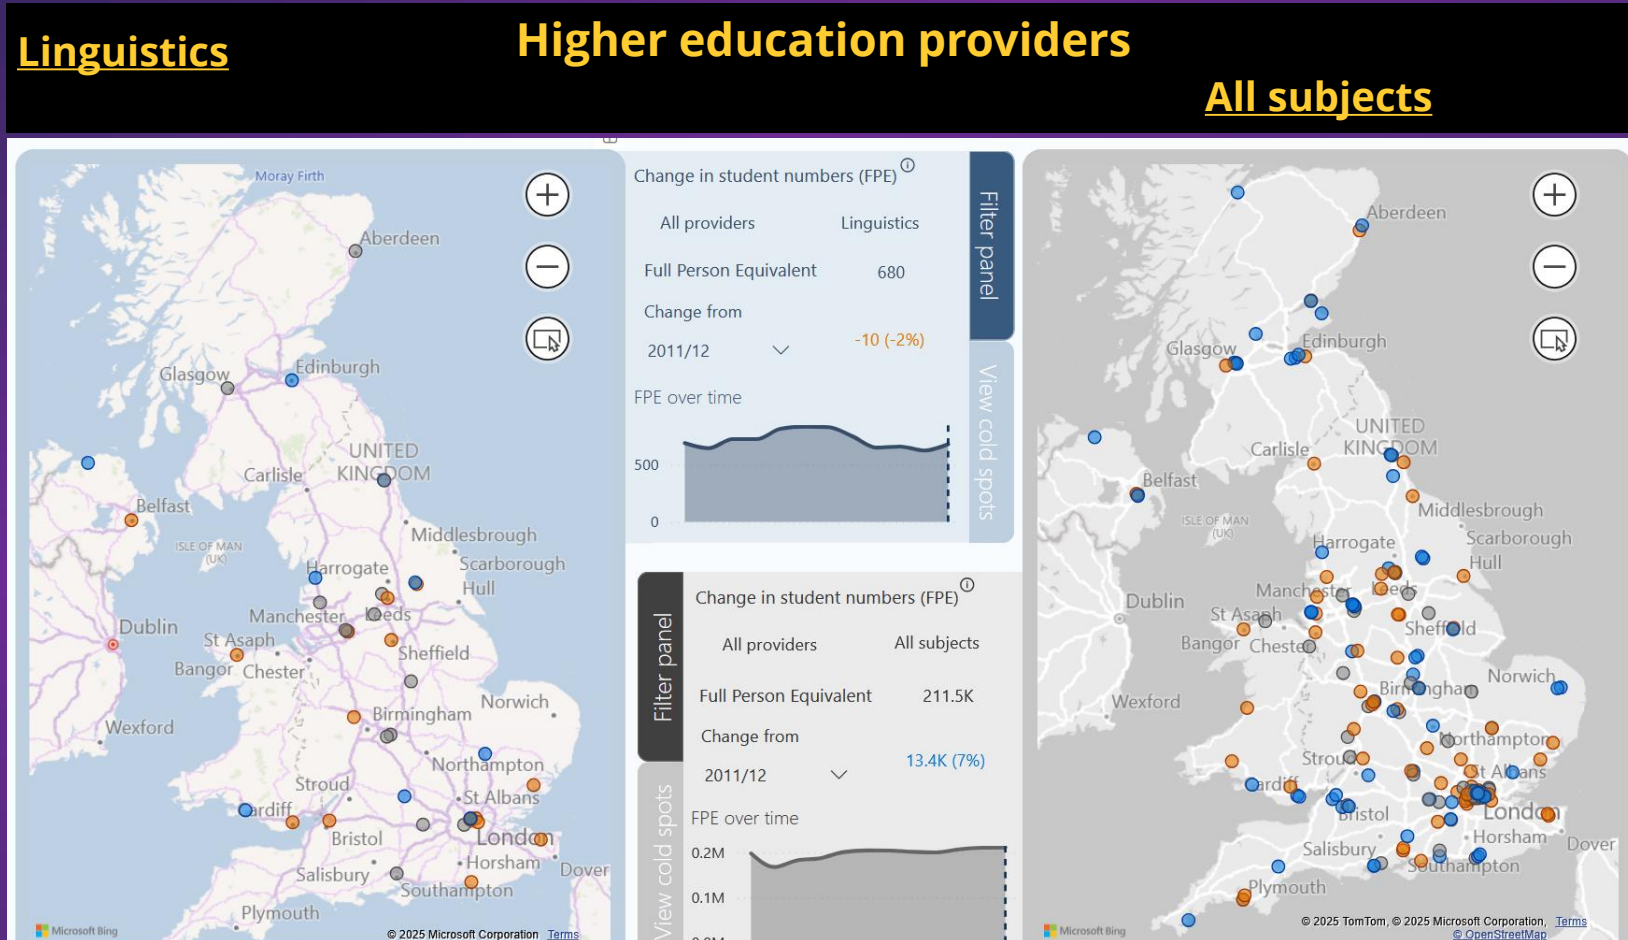 Linguistics
Higher education providers
All subjects
Moray Firth
Aberdeen
Glasgow
Edinburgh
UNITED
KINGDOM
Carlisle
Belfast
ISLE OF MAN
(UK)
Middlesbrough
Scarborough
Harrogate
Hull
Manchester
Leeds
Dublin
St Asaph
Sheffield
Bangor
Chester
Norwich
Birmingham
Wexford
Northampton
Stroud
St Albans
Cardiff
Bristol
London
Horsham
Dover
Salisbury
Southampton
Plymouth
Microsoft Bing
© 2025 Microsoft Corporation Terms
Change in student numbers (FPE)
All providers
Linguistics
Full Person Equivalent
680
Change from
2011/12
-10 (-2%)
FPE over time
500
0
Filter panel
View cold spots
Change in student numbers (FPE)
All providers
All subjects
Full Person Equivalent
211.5K
Change from
2011/12
13.4K (7%)
FPE over time
0.2M
0.1M
Filter panel
View cold spots
Aberdeen
Glasgow
Edinburgh
UNITED
KINGDOM
Carlisle
Belfast
ISLE OF MAN
(UK)
Middlesbrough
Scarborough
Harrogate
Hull
Manchester
Leeds
Dublin
St Asaph
Sheffield
Bangor
Chester
Norwich
Birmingham
Wexford
Northampton
Stroud
St Albans
Cardiff
Bristol
London
Horsham
Dover
Salisbury
Southampton
Plymouth
Microsoft Bing
© 2025 TomTom, © 2025 Microsoft Corporation, Terms
© OpenStreetMap